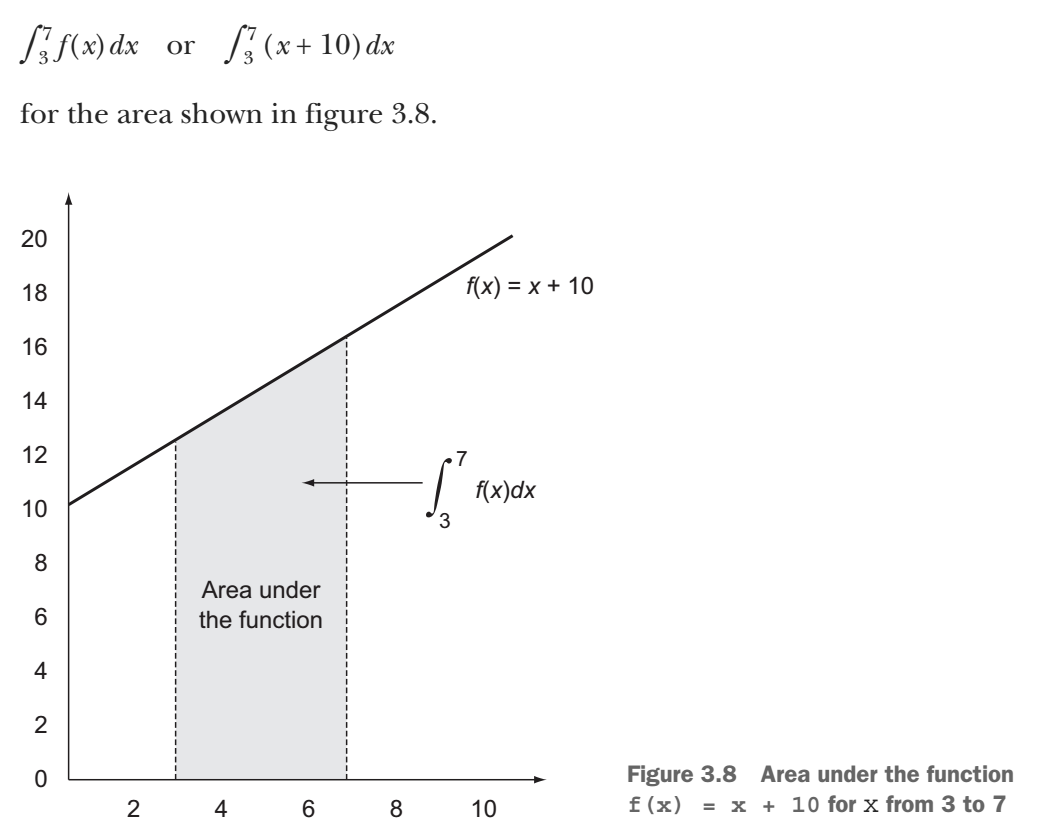 ∫₃⁷ f(x) dx or ∫₃⁷ (x + 10) dx
for the area shown in figure 3.8.
20
18
16
14
12
10
8
6
4
2
0
f(x) = x + 10
∫₃⁷ f(x)dx
Area under
the function
2 4 6 8 10
Figure 3.8 Area under the function
f(x) = x + 10 for x from 3 to 7